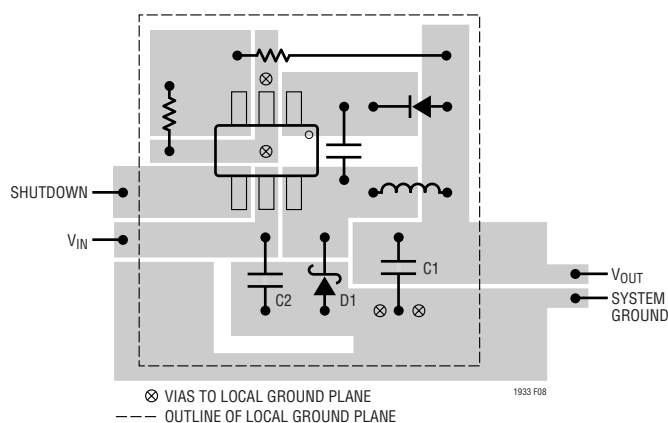 SHUTDOWN
VIN
C2
D1
C1
VOUT
SYSTEM
GROUND
⊗ VIAS TO LOCAL GROUND PLANE
1933 F08
--- OUTLINE OF LOCAL GROUND PLANE